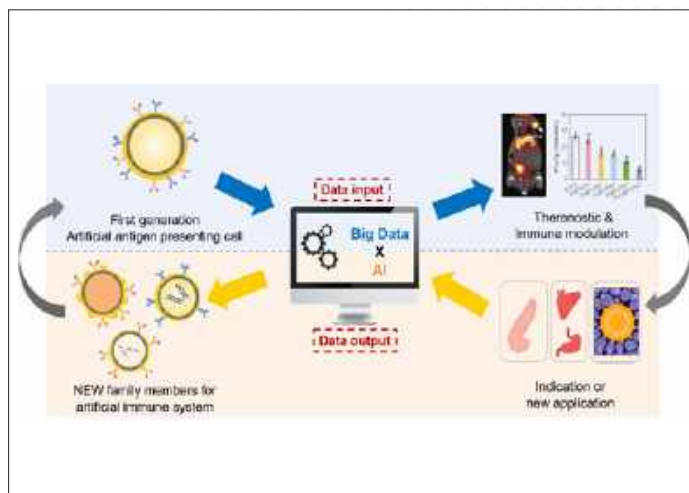 Data input
Big Data
X
AI
First generation
Artificial antigen presenting cell
Theronostic &
Immune modulation
Data output
NEW family members for
artificial immune system
Indication or
new application